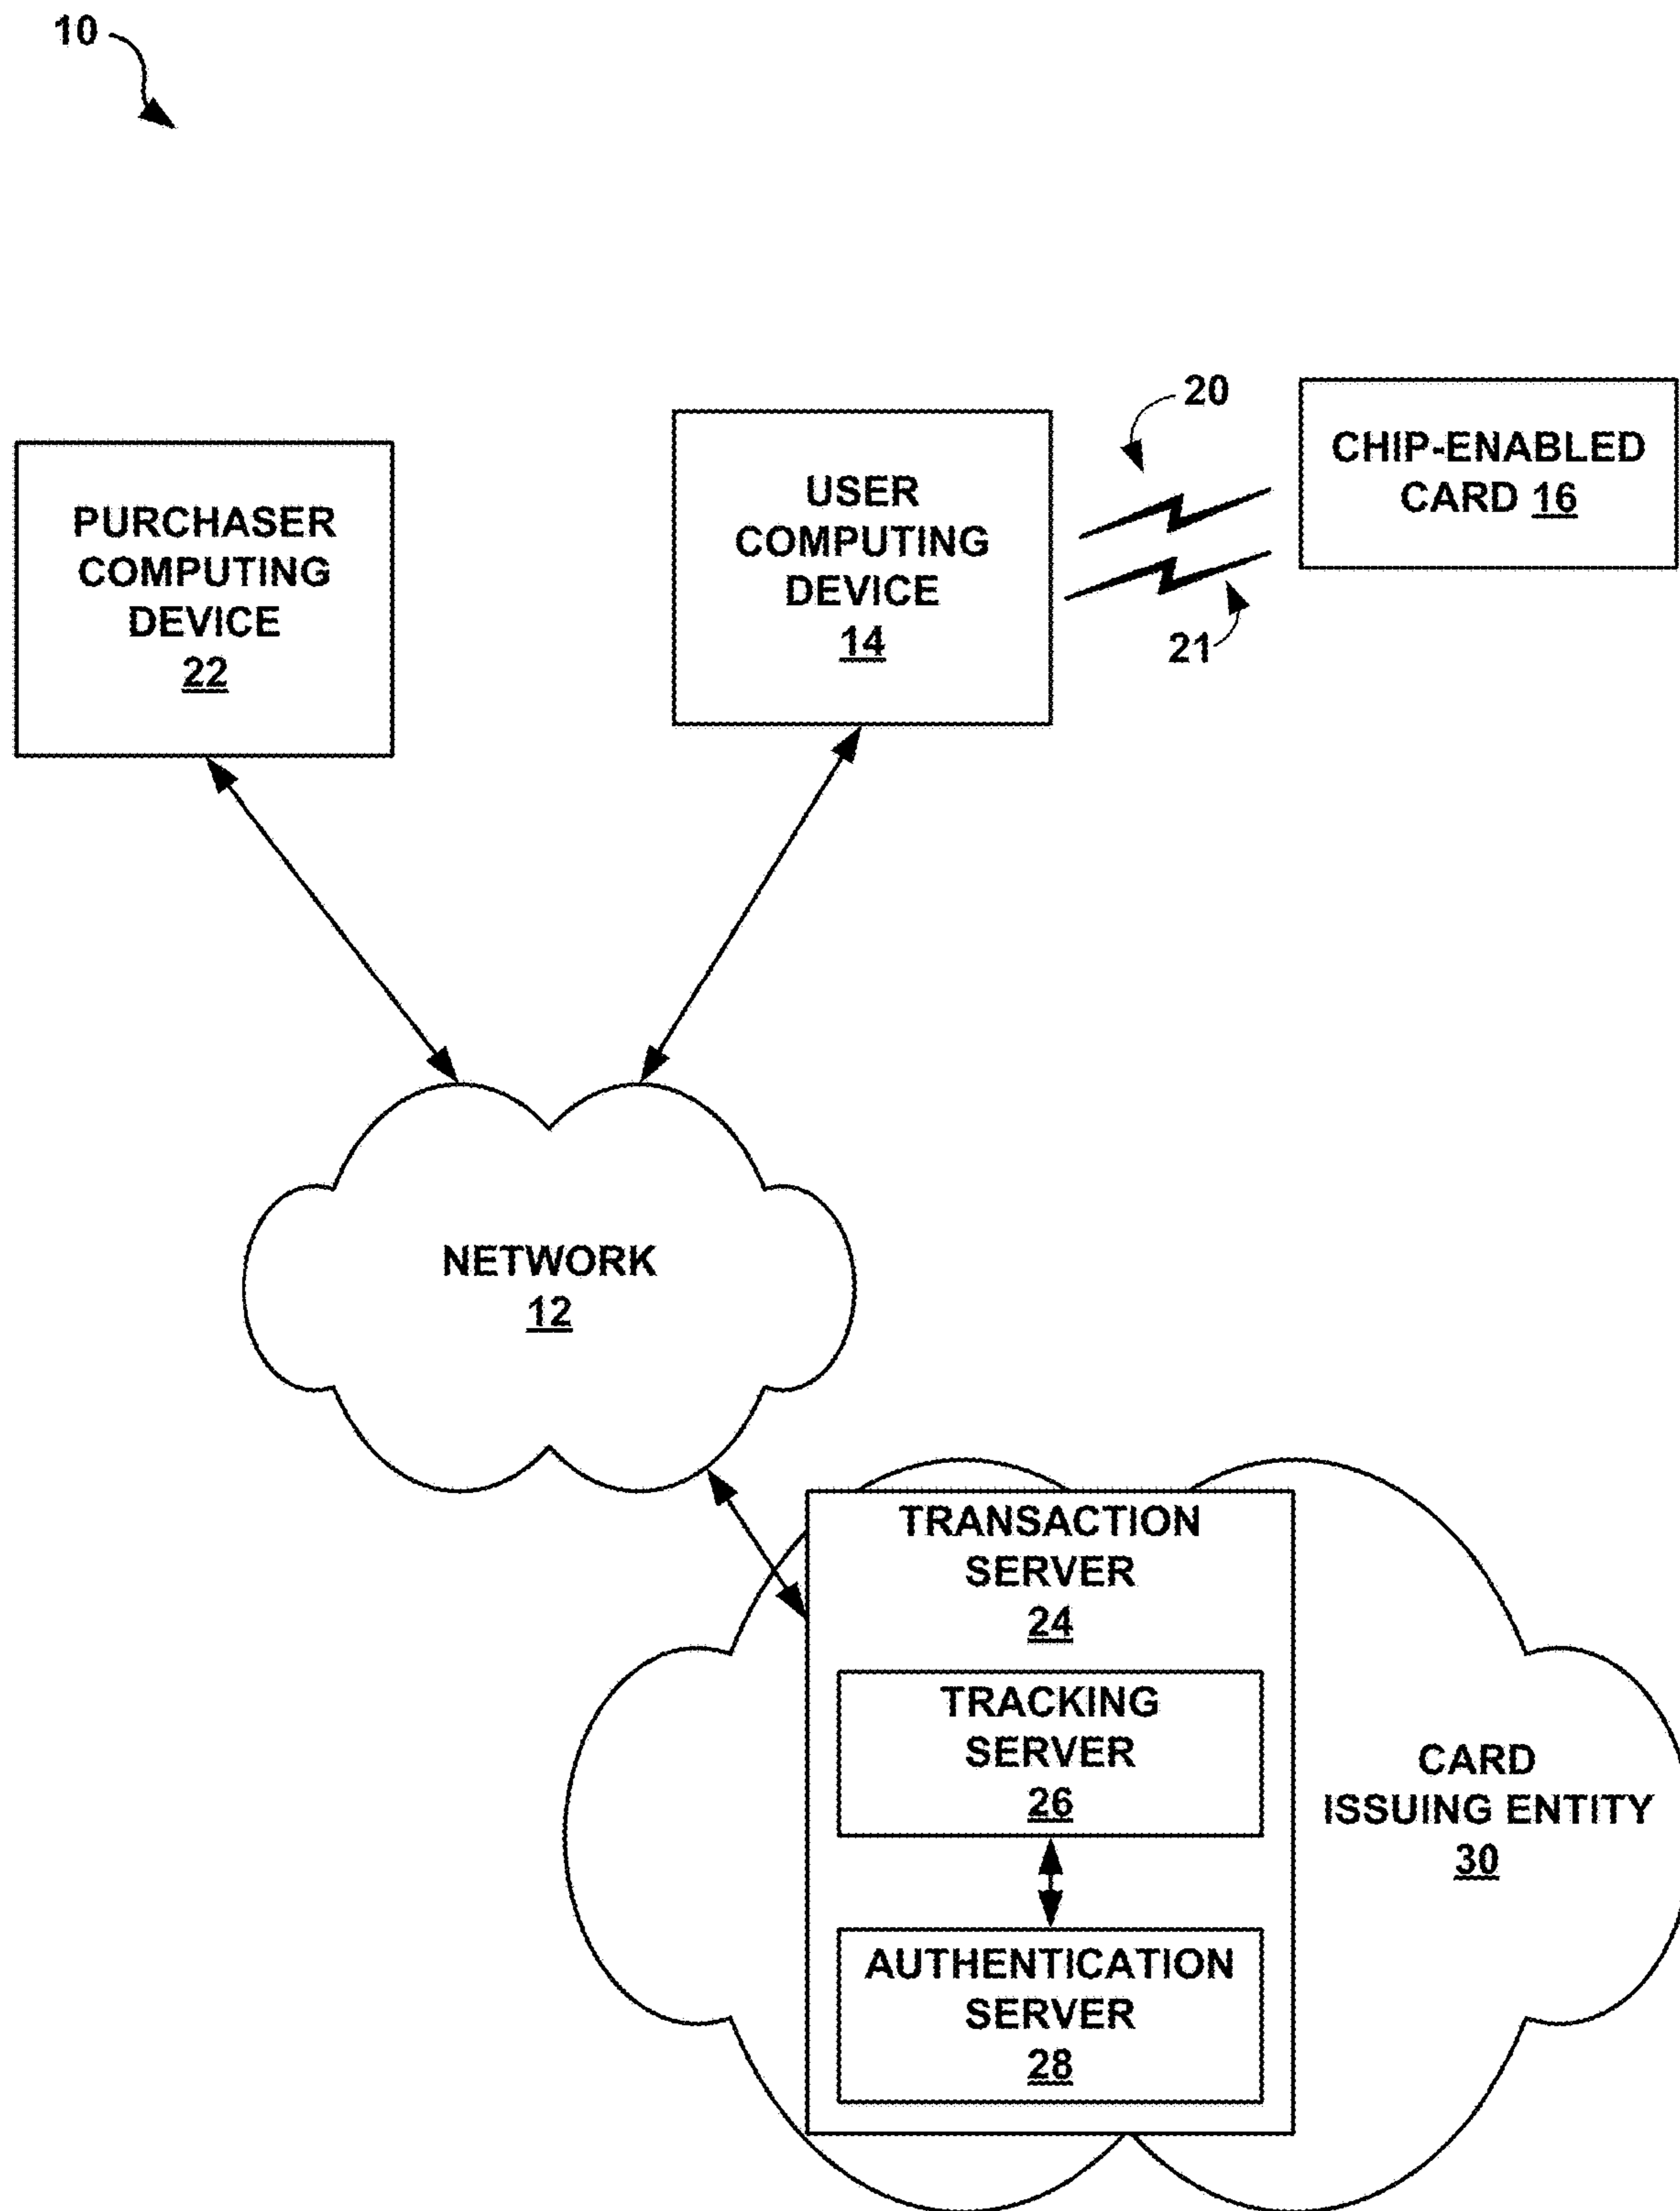 10
20
CHIP-ENABLED
CARD 16
USER
COMPUTING
DEVICE
14
21
PURCHASER
COMPUTING
DEVICE
22
NETWORK
12
TRANSACTION
SERVER
24
TRACKING
SERVER
26
CARD
ISSUING ENTITY
30
AUTHENTICATION
SERVER
28